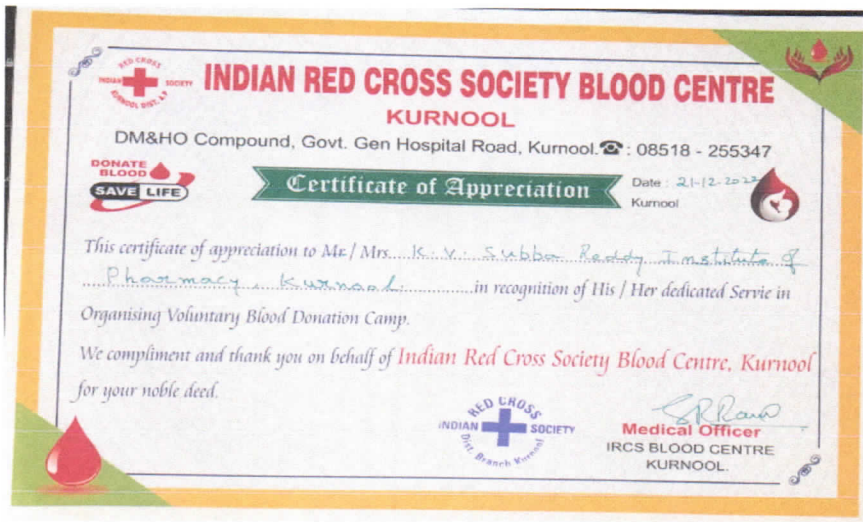 RED CROSS
INDIAN SOCIETY
KURNOOL DIST. A.P
INDIAN RED CROSS SOCIETY BLOOD CENTRE
KURNOOL
DM&HO Compound, Govt. Gen Hospital Road, Kurnool.☎: 08518 - 255347
DONATE
BLOOD
SAVE LIFE
Certificate of Appreciation
Date : 21-12-2022
Kurnool
This certificate of appreciation to Mr / Mrs. K. V. Subba Reddy Institute of
Pharmacy, Kurnool. in recognition of His / Her dedicated Servie in
Organising Voluntary Blood Donation Camp.
We compliment and thank you on behalf of Indian Red Cross Society Blood Centre, Kurnool
for your noble deed.
RED CROSS
INDIAN SOCIETY
Dist. Branch Kurnool
Medical Officer
IRCS BLOOD CENTRE
KURNOOL.